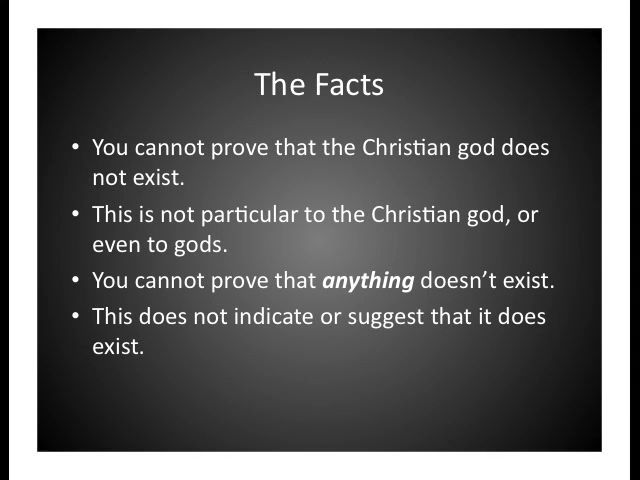 The Facts
• You cannot prove that the Christian god does
not exist.
• This is not particular to the Christian god, or
even to gods.
• You cannot prove that anything doesn’t exist.
• This does not indicate or suggest that it does
exist.